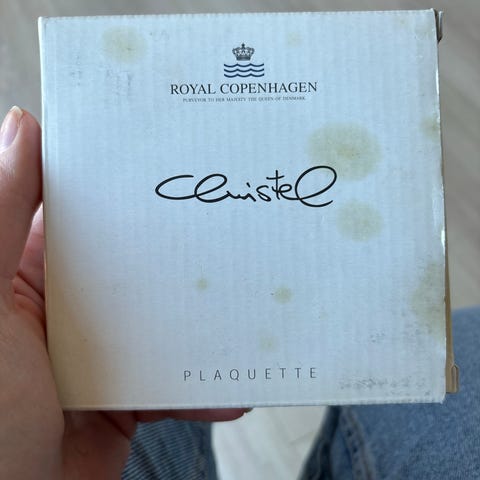 ROYAL COPENHAGEN
PURVEYOR TO HER MAJESTY THE QUEEN OF DENMARK
Christel
PLAQUETTE